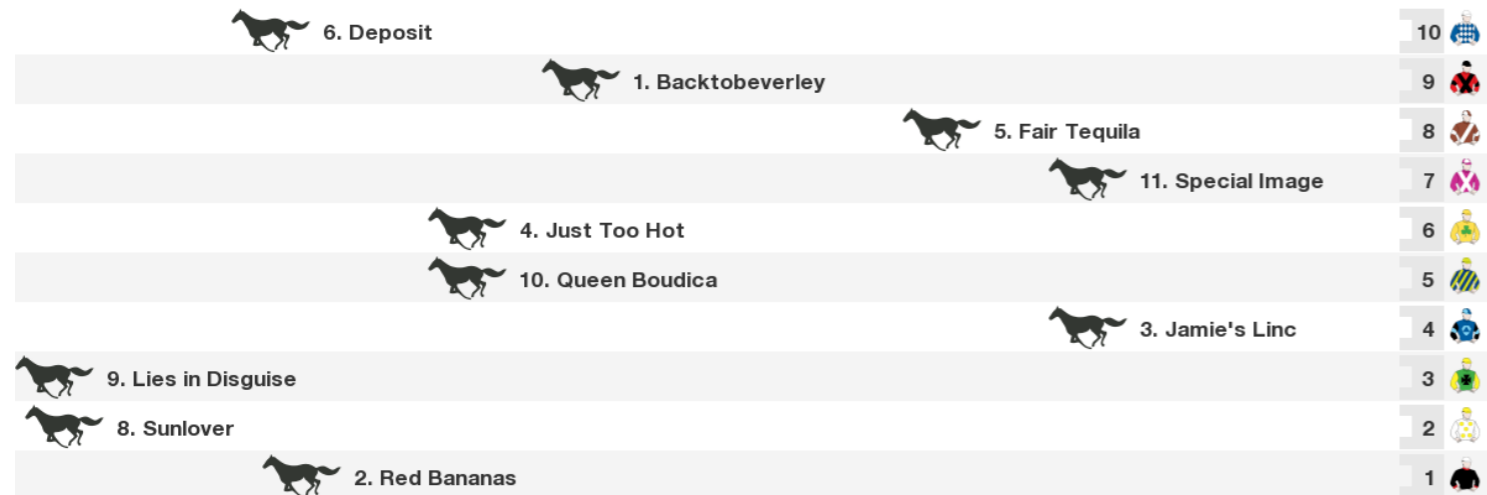 6. Deposit 10
1. Backtobeverley 9
5. Fair Tequila 8
11. Special Image 7
4. Just Too Hot 6
10. Queen Boudica 5
3. Jamie's Linc 4
9. Lies in Disguise 3
8. Sunlover 2
2. Red Bananas 1